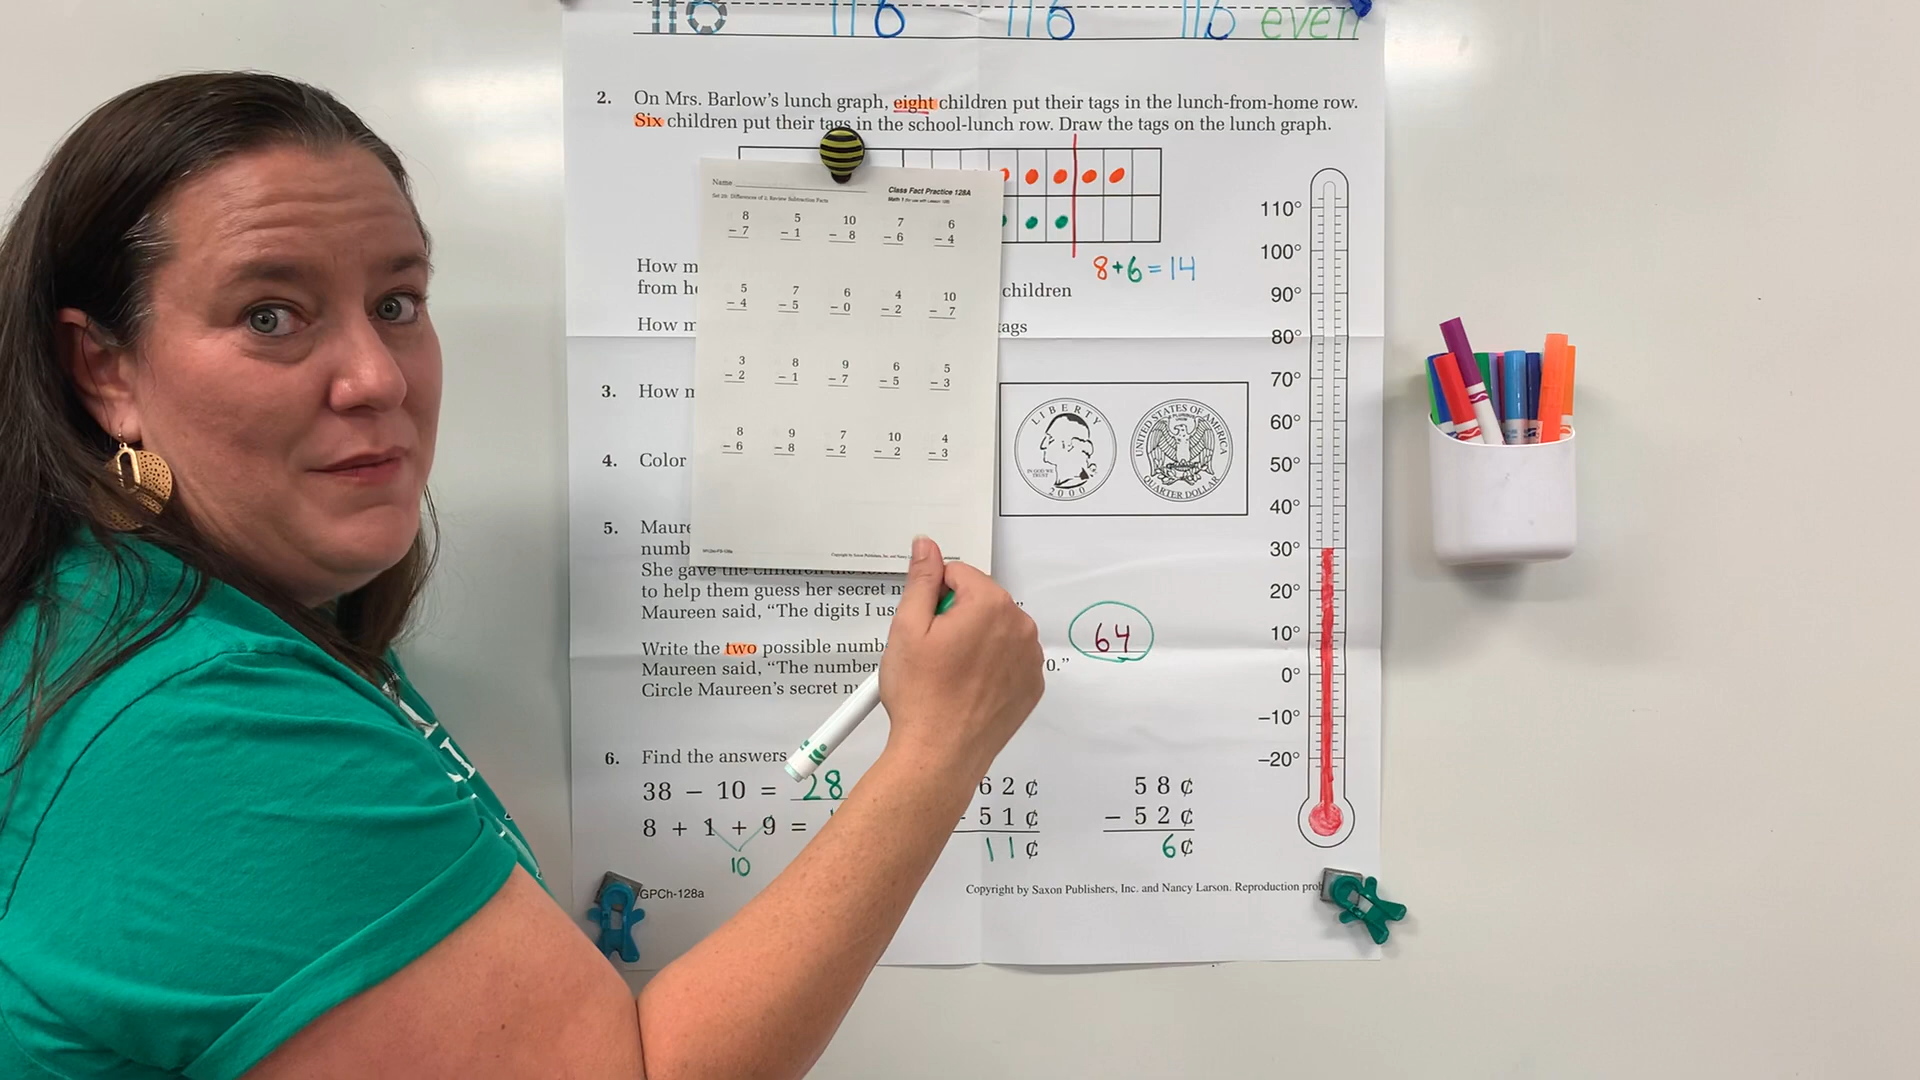 116 116 116 116 even
2. On Mrs. Barlow's lunch graph, eight children put their tags in the lunch-from-home row.
Six children put their tags in the school-lunch row. Draw the tags on the lunch graph.
8+6=14
How m
from h
children
How m
tags
Name
Class Fact Practice 128A
8 5 10 7 6
- 7 - 1 - 8 - 6 - 4
5 7 6 4 10
- 4 - 5 - 0 - 2 - 7
3 8 9 6 5
- 2 - 1 - 7 - 5 - 3
8 9 7 10 4
- 6 - 8 - 2 - 2 - 3
3. How m
4. Color
LIBERTY
IN GOD WE
TRUST
2000
UNITED STATES OF AMERICA
QUARTER DOLLAR
110°
100°
90°
80°
70°
60°
50°
40°
30°
20°
10°
0°
-10°
-20°
5. Maure
numb
She gave the children
to help them guess her secret n
Maureen said, "The digits I us
Write the two possible numb
64
Maureen said, "The number
0."
Circle Maureen's secret n
6. Find the answers
38 - 10 = 28
8 + 1 + 9 =
10
62¢ 58¢
- 51¢ - 52¢
11¢ 6¢
GPCh-128a
Copyright by Saxon Publishers, Inc. and Nancy Larson. Reproduction prol